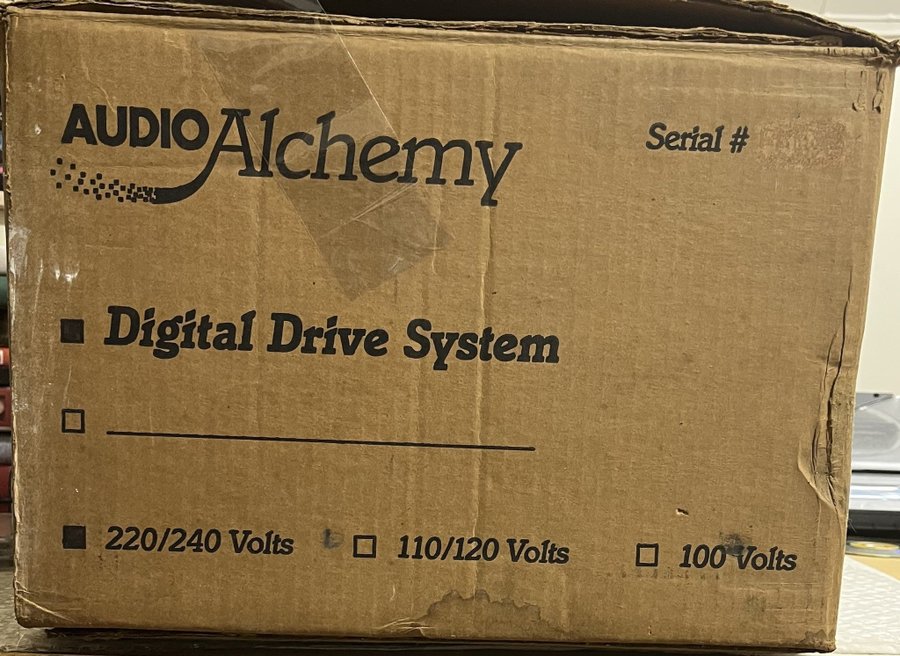 AUDIO Alchemy
Serial #
Digital Drive System
220/240 Volts 110/120 Volts 100 Volts